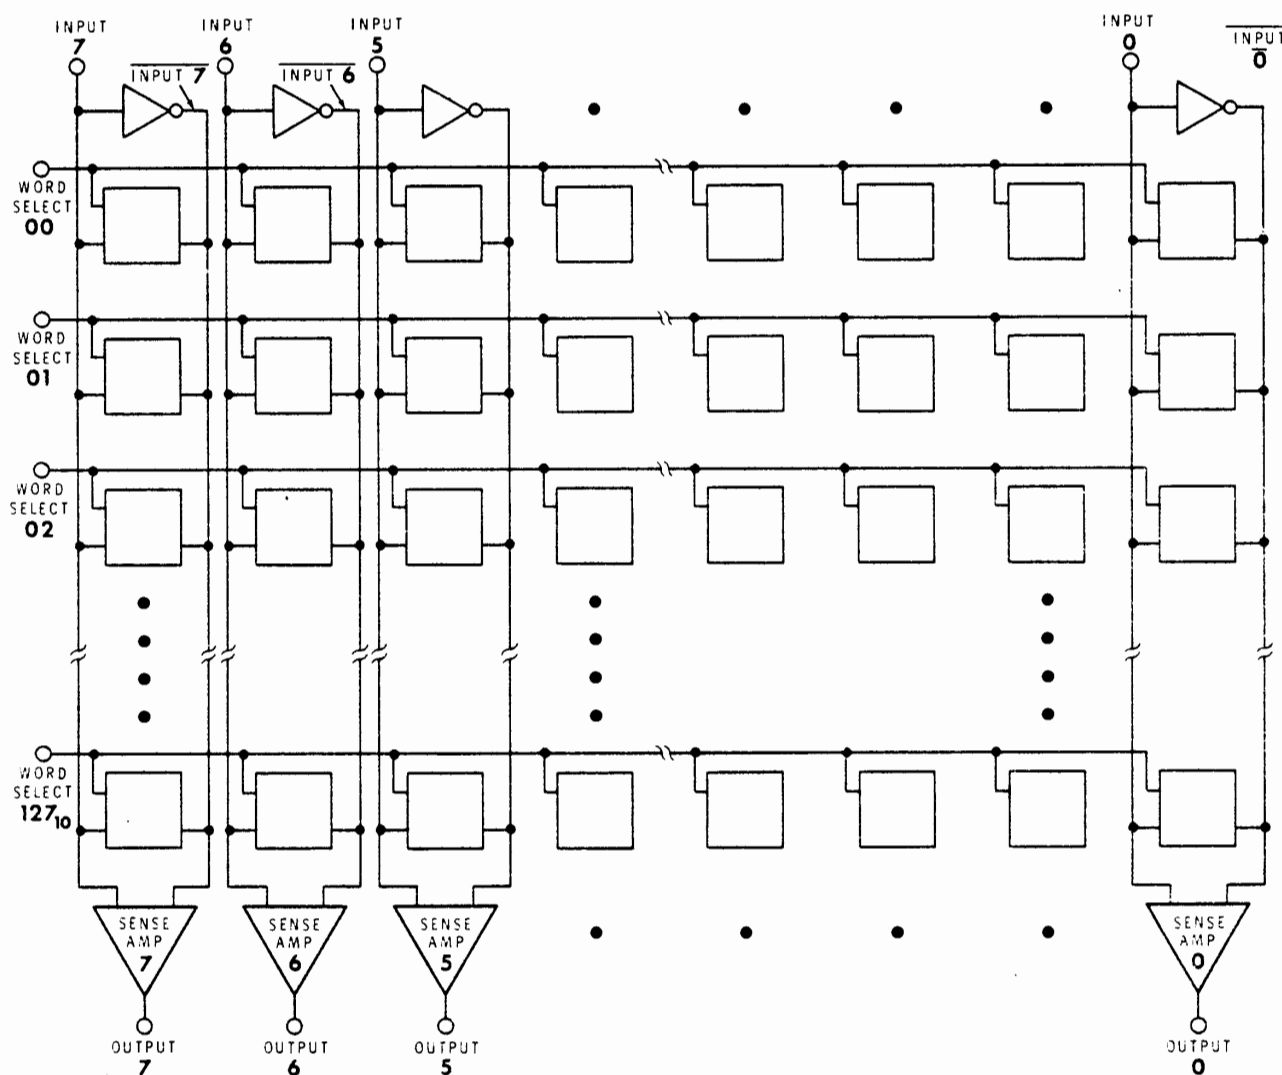 INPUT
7
INPUT
6
INPUT
5
INPUT
0
INPUT
0
INPUT 7
INPUT 6
WORD
SELECT
00
WORD
SELECT
01
WORD
SELECT
02
WORD
SELECT
127₁₀
SENSE
AMP
7
SENSE
AMP
6
SENSE
AMP
5
SENSE
AMP
0
OUTPUT
7
OUTPUT
6
OUTPUT
5
OUTPUT
0